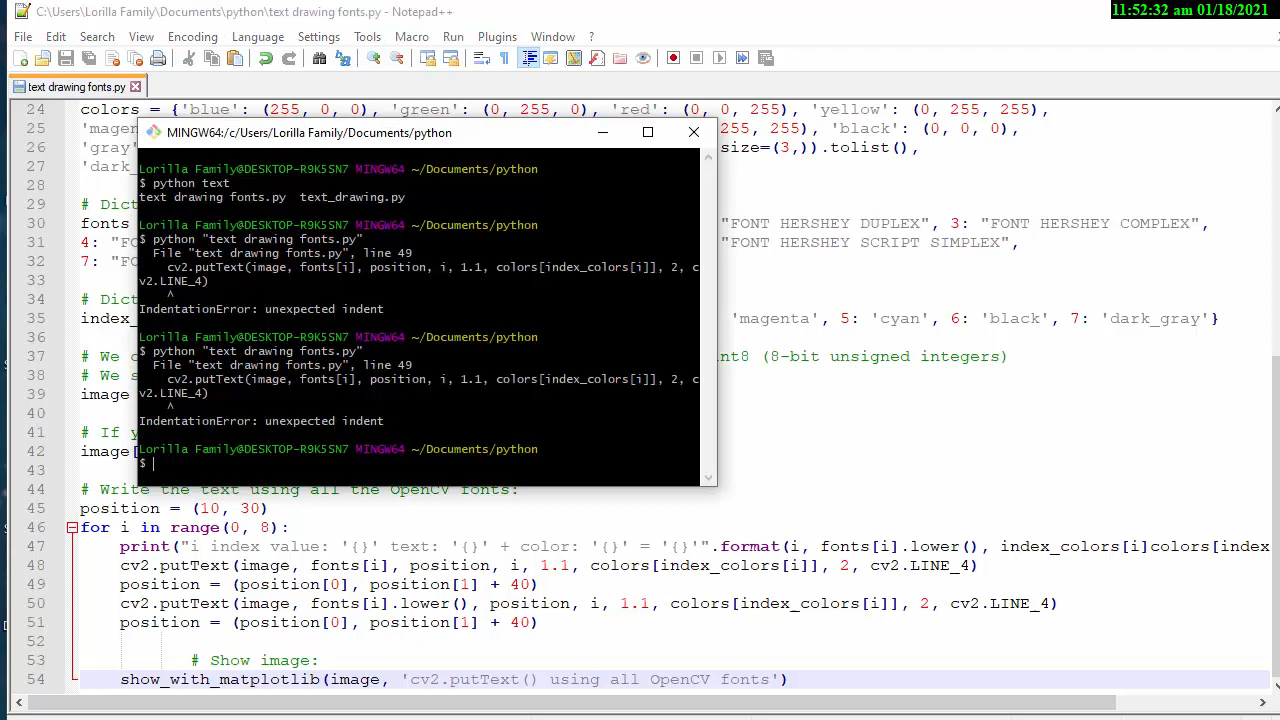 C:\Users\Lorilla Family\Documents\python\text drawing fonts.py - Notepad++
11:52:32 am 01/18/2021
File Edit Search View Encoding Language Settings Tools Macro Run Plugins Window ?
text drawing fonts.py
24 colors = {'blue': (255, 0, 0), 'green': (0, 255, 0), 'red': (0, 0, 255), 'yellow': (0, 255, 255),
25 'magen 255, 255), 'black': (0, 0, 0),
26 'gray' size=(3,)).tolist(),
27 'dark_
28
29 # Dict
30 fonts "FONT HERSHEY DUPLEX", 3: "FONT HERSHEY COMPLEX",
31 4: "FO "FONT HERSHEY SCRIPT SIMPLEX",
32 7: "FO
33
34 # Dict
35 index_ 'magenta', 5: 'cyan', 6: 'black', 7: 'dark_gray'}
36
37 # We c int8 (8-bit unsigned integers)
38 # We s
39 image
40
41 # If y
42 image[
43
44 # Write the text using all the OpenCV fonts:
45 position = (10, 30)
46 for i in range(0, 8):
47 print("i index value: '{}' text: '{}' + color: '{}' = '{}'".format(i, fonts[i].lower(), index_colors[i]colors[index
48 cv2.putText(image, fonts[i], position, i, 1.1, colors[index_colors[i]], 2, cv2.LINE_4)
49 position = (position[0], position[1] + 40)
50 cv2.putText(image, fonts[i].lower(), position, i, 1.1, colors[index_colors[i]], 2, cv2.LINE_4)
51 position = (position[0], position[1] + 40)
52
53 # Show image:
54 show_with_matplotlib(image, 'cv2.putText() using all OpenCV fonts')
MINGW64:/c/Users/Lorilla Family/Documents/python
Lorilla Family@DESKTOP-R9K5SN7 MINGW64 ~/Documents/python
$ python text
text drawing fonts.py text_drawing.py
Lorilla Family@DESKTOP-R9K5SN7 MINGW64 ~/Documents/python
$ python "text drawing fonts.py"
File "text drawing fonts.py", line 49
cv2.putText(image, fonts[i], position, i, 1.1, colors[index_colors[i]], 2, c
v2.LINE_4)
^
IndentationError: unexpected indent
Lorilla Family@DESKTOP-R9K5SN7 MINGW64 ~/Documents/python
$ python "text drawing fonts.py"
File "text drawing fonts.py", line 49
cv2.putText(image, fonts[i], position, i, 1.1, colors[index_colors[i]], 2, c
v2.LINE_4)
^
IndentationError: unexpected indent
Lorilla Family@DESKTOP-R9K5SN7 MINGW64 ~/Documents/python
$